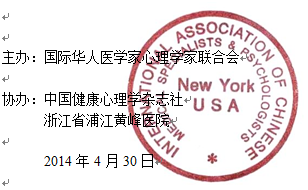 主办：国际华人医学家心理学家联合会
协办：中国健康心理学杂志社
浙江省浦江黄峰医院
2014 年 4 月 30 日
INTERNATIONAL ASSOCIATION OF CHINESE
MEDICAL SPECIALISTS & PSYCHOLOGISTS
New York
USA